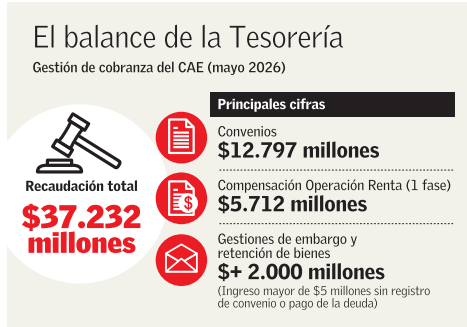 El balance de la Tesorería
Gestión de cobranza del CAE (mayo 2026)
Recaudación total
$37.232
millones
Principales cifras
Convenios
$12.797 millones
Compensación Operación Renta (1 fase)
$5.712 millones
$
Gestiones de embargo y
retención de bienes
$+ 2.000 millones
(Ingreso mayor de $5 millones sin registro
de convenio o pago de la deuda)